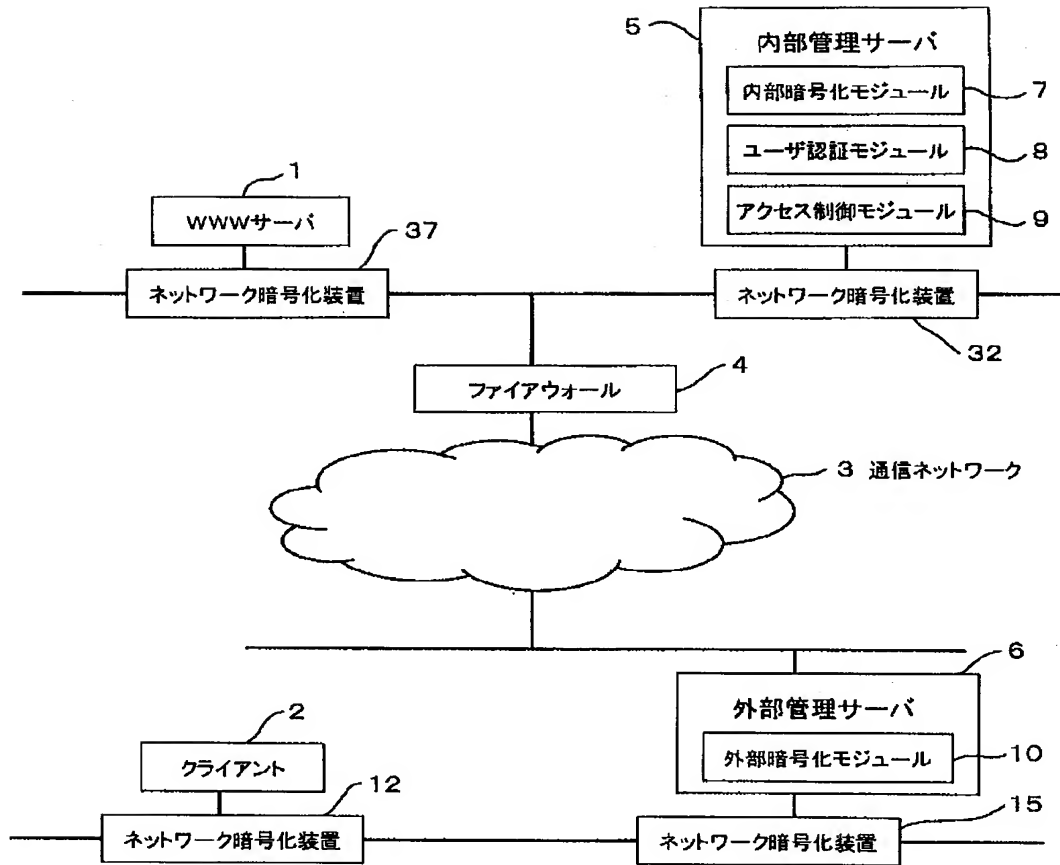 5
内部管理サーバ
内部暗号化モジュール
7
ユーザ認証モジュール
8
アクセス制御モジュール
9
1
WWWサーバ
37
ネットワーク暗号化装置
ネットワーク暗号化装置
32
ファイアウォール
4
3 通信ネットワーク
6
外部管理サーバ
外部暗号化モジュール
10
2
クライアント
12
ネットワーク暗号化装置
ネットワーク暗号化装置
15